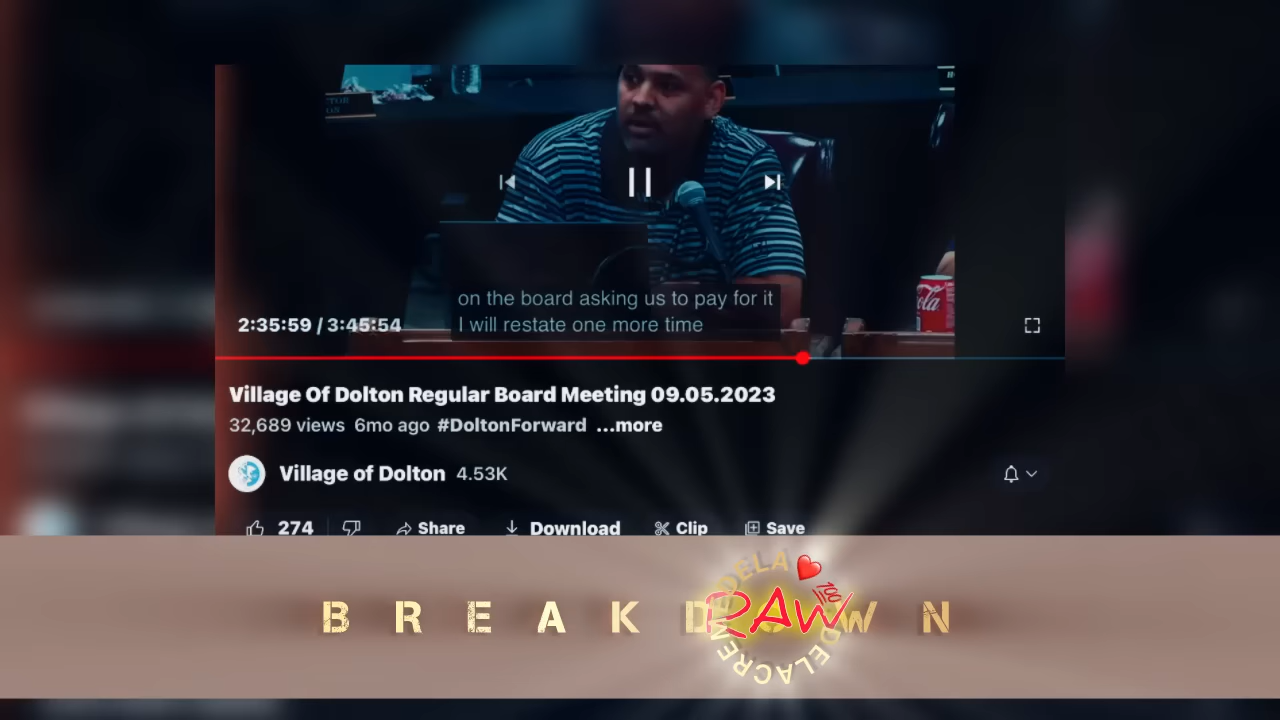 on the board asking us to pay for it
I will restate one more time
2:35:59 / 3:45:54
Village Of Dolton Regular Board Meeting 09.05.2023
32,689 views 6mo ago #DoltonForward ...more
Village of Dolton 4.53K
274 Share Download Clip Save
BREAKDOWN
RAW